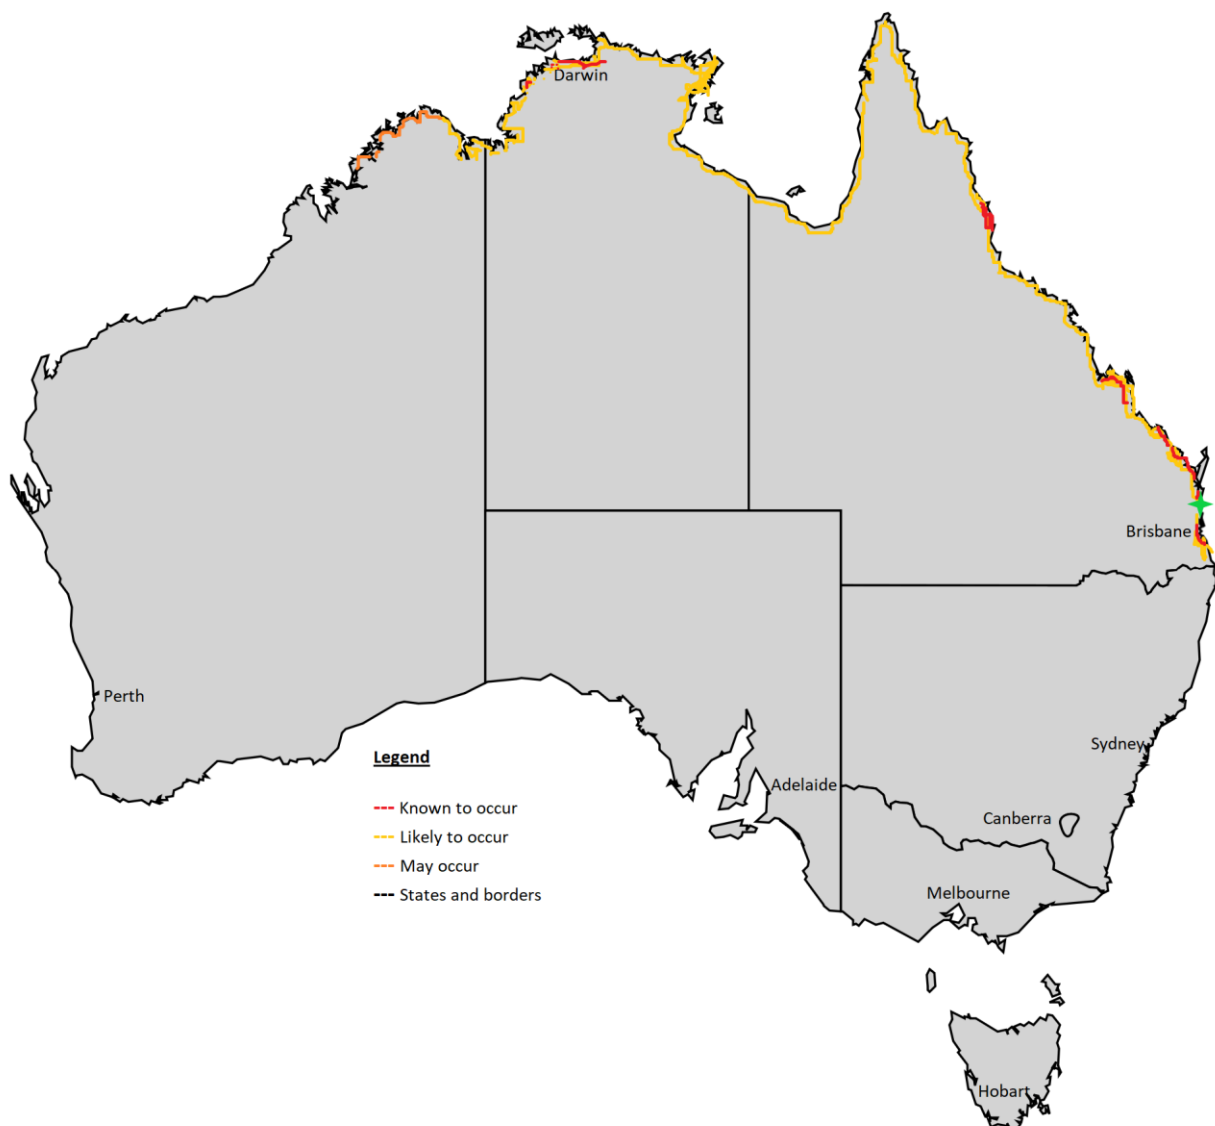 Darwin
Brisbane
Perth
Sydney
Legend
Adelaide
Known to occur
Canberra
Likely to occur
May occur
States and borders
Melbourne
Hobart